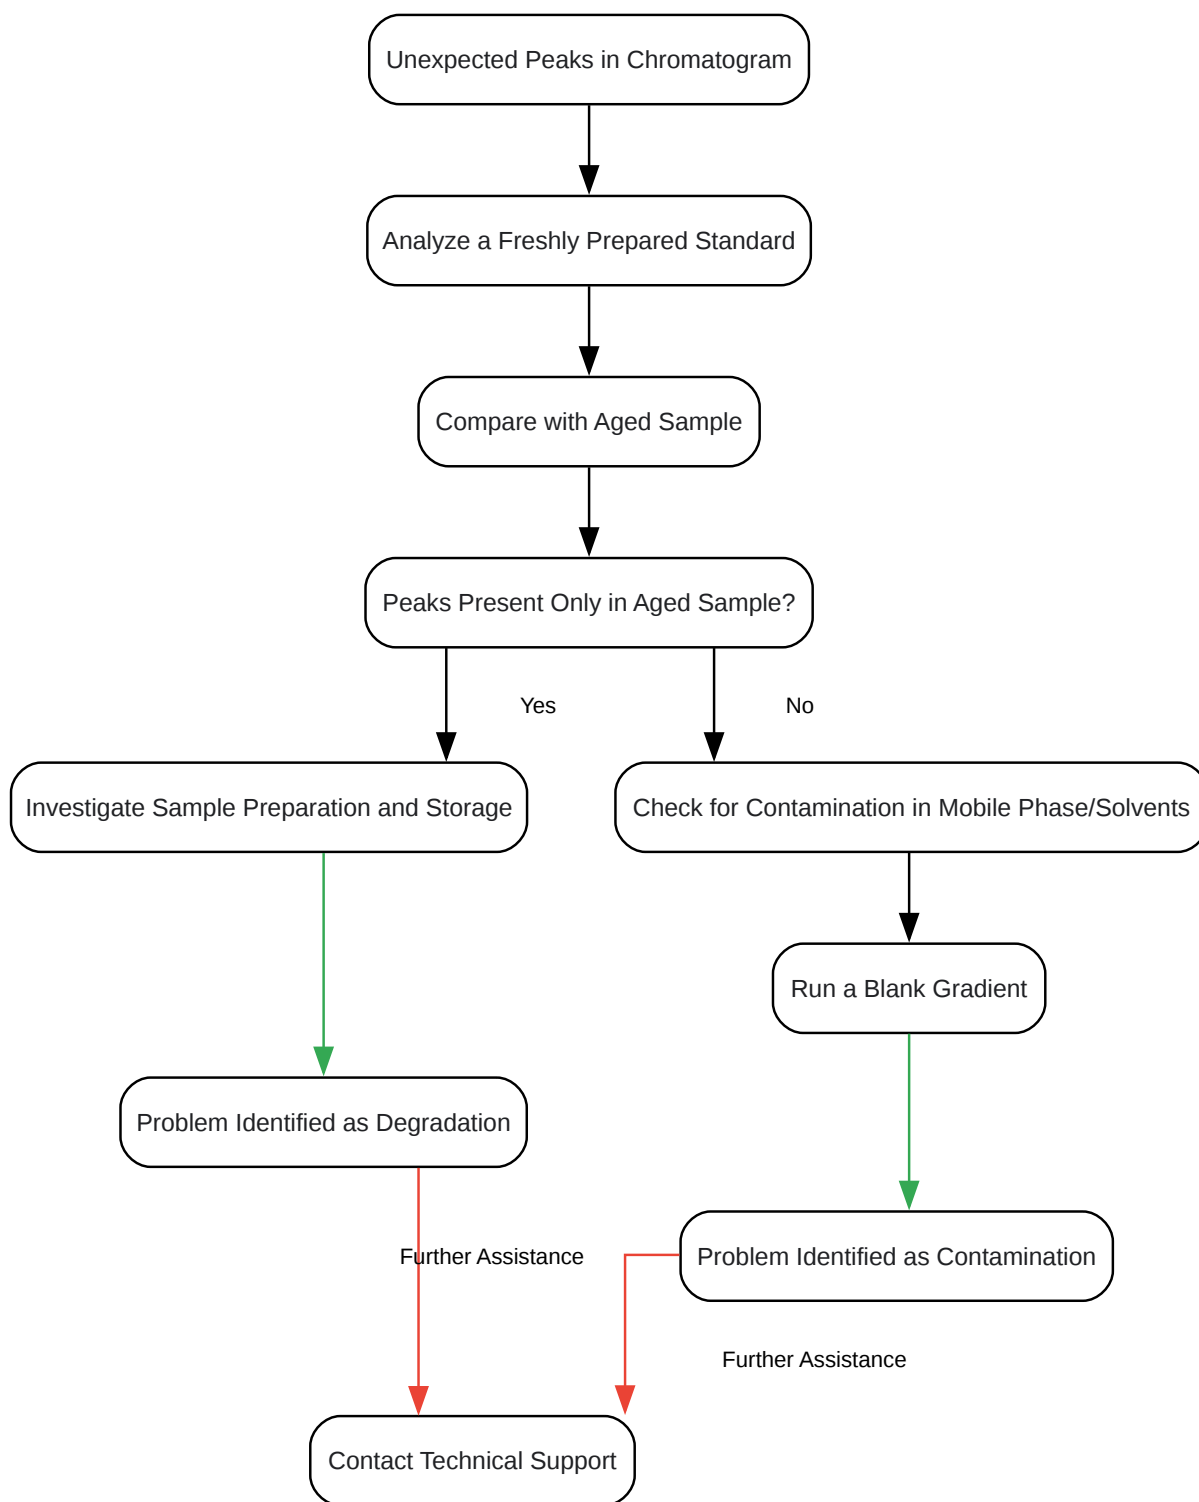 Unexpected Peaks in Chromatogram
Analyze a Freshly Prepared Standard
Compare with Aged Sample
Peaks Present Only in Aged Sample?
Yes
No
Investigate Sample Preparation and Storage
Check for Contamination in Mobile Phase/Solvents
Run a Blank Gradient
Problem Identified as Degradation
Further Assistance
Problem Identified as Contamination
Further Assistance
Contact Technical Support